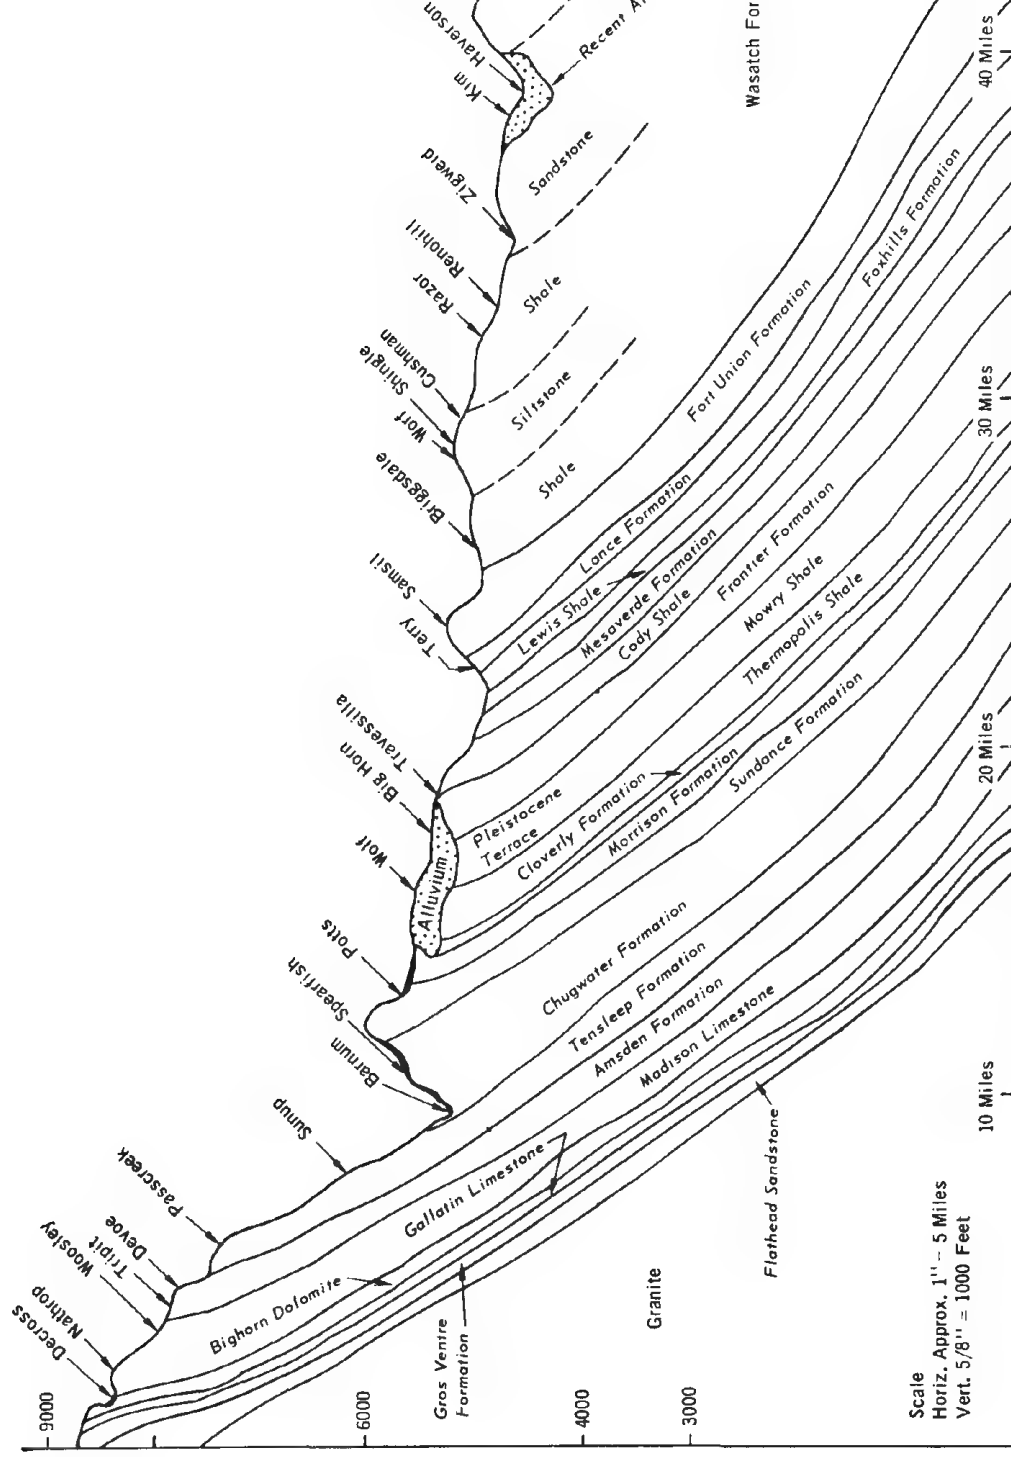 Decross
Nathrop
Woosley
Tripit
Devoe
Passcreek
Sunup
Barnum
Spearfish
Potts
Wolf
Big Horn
Travessilla
Terry
Samsil
Briggsdale
Worf
Shingle
Cushman
Razor
Renohill
Zigweid
Kim
Haverson
9000
6000
4000
3000
Alluvium
Pleistocene
Terrace
Shale
Siltstone
Shale
Sandstone
Recent
Wasatch
Gros Ventre
Formation
Bighorn Dolomite
Gallatin Limestone
Flathead Sandstone
Granite
Madison Limestone
Amsden Formation
Tensleep Formation
Chugwater Formation
Sundance Formation
Morrison Formation
Cloverly Formation
Thermopolis Shale
Mowry Shale
Frontier Formation
Cody Shale
Mesaverde Formation
Lewis Shale
Lance Formation
Fort Union Formation
Foxhills Formation
10 Miles
20 Miles
30 Miles
40 Miles
Scale
Horiz. Approx. 1" - 5 Miles
Vert. 5/8" = 1000 Feet